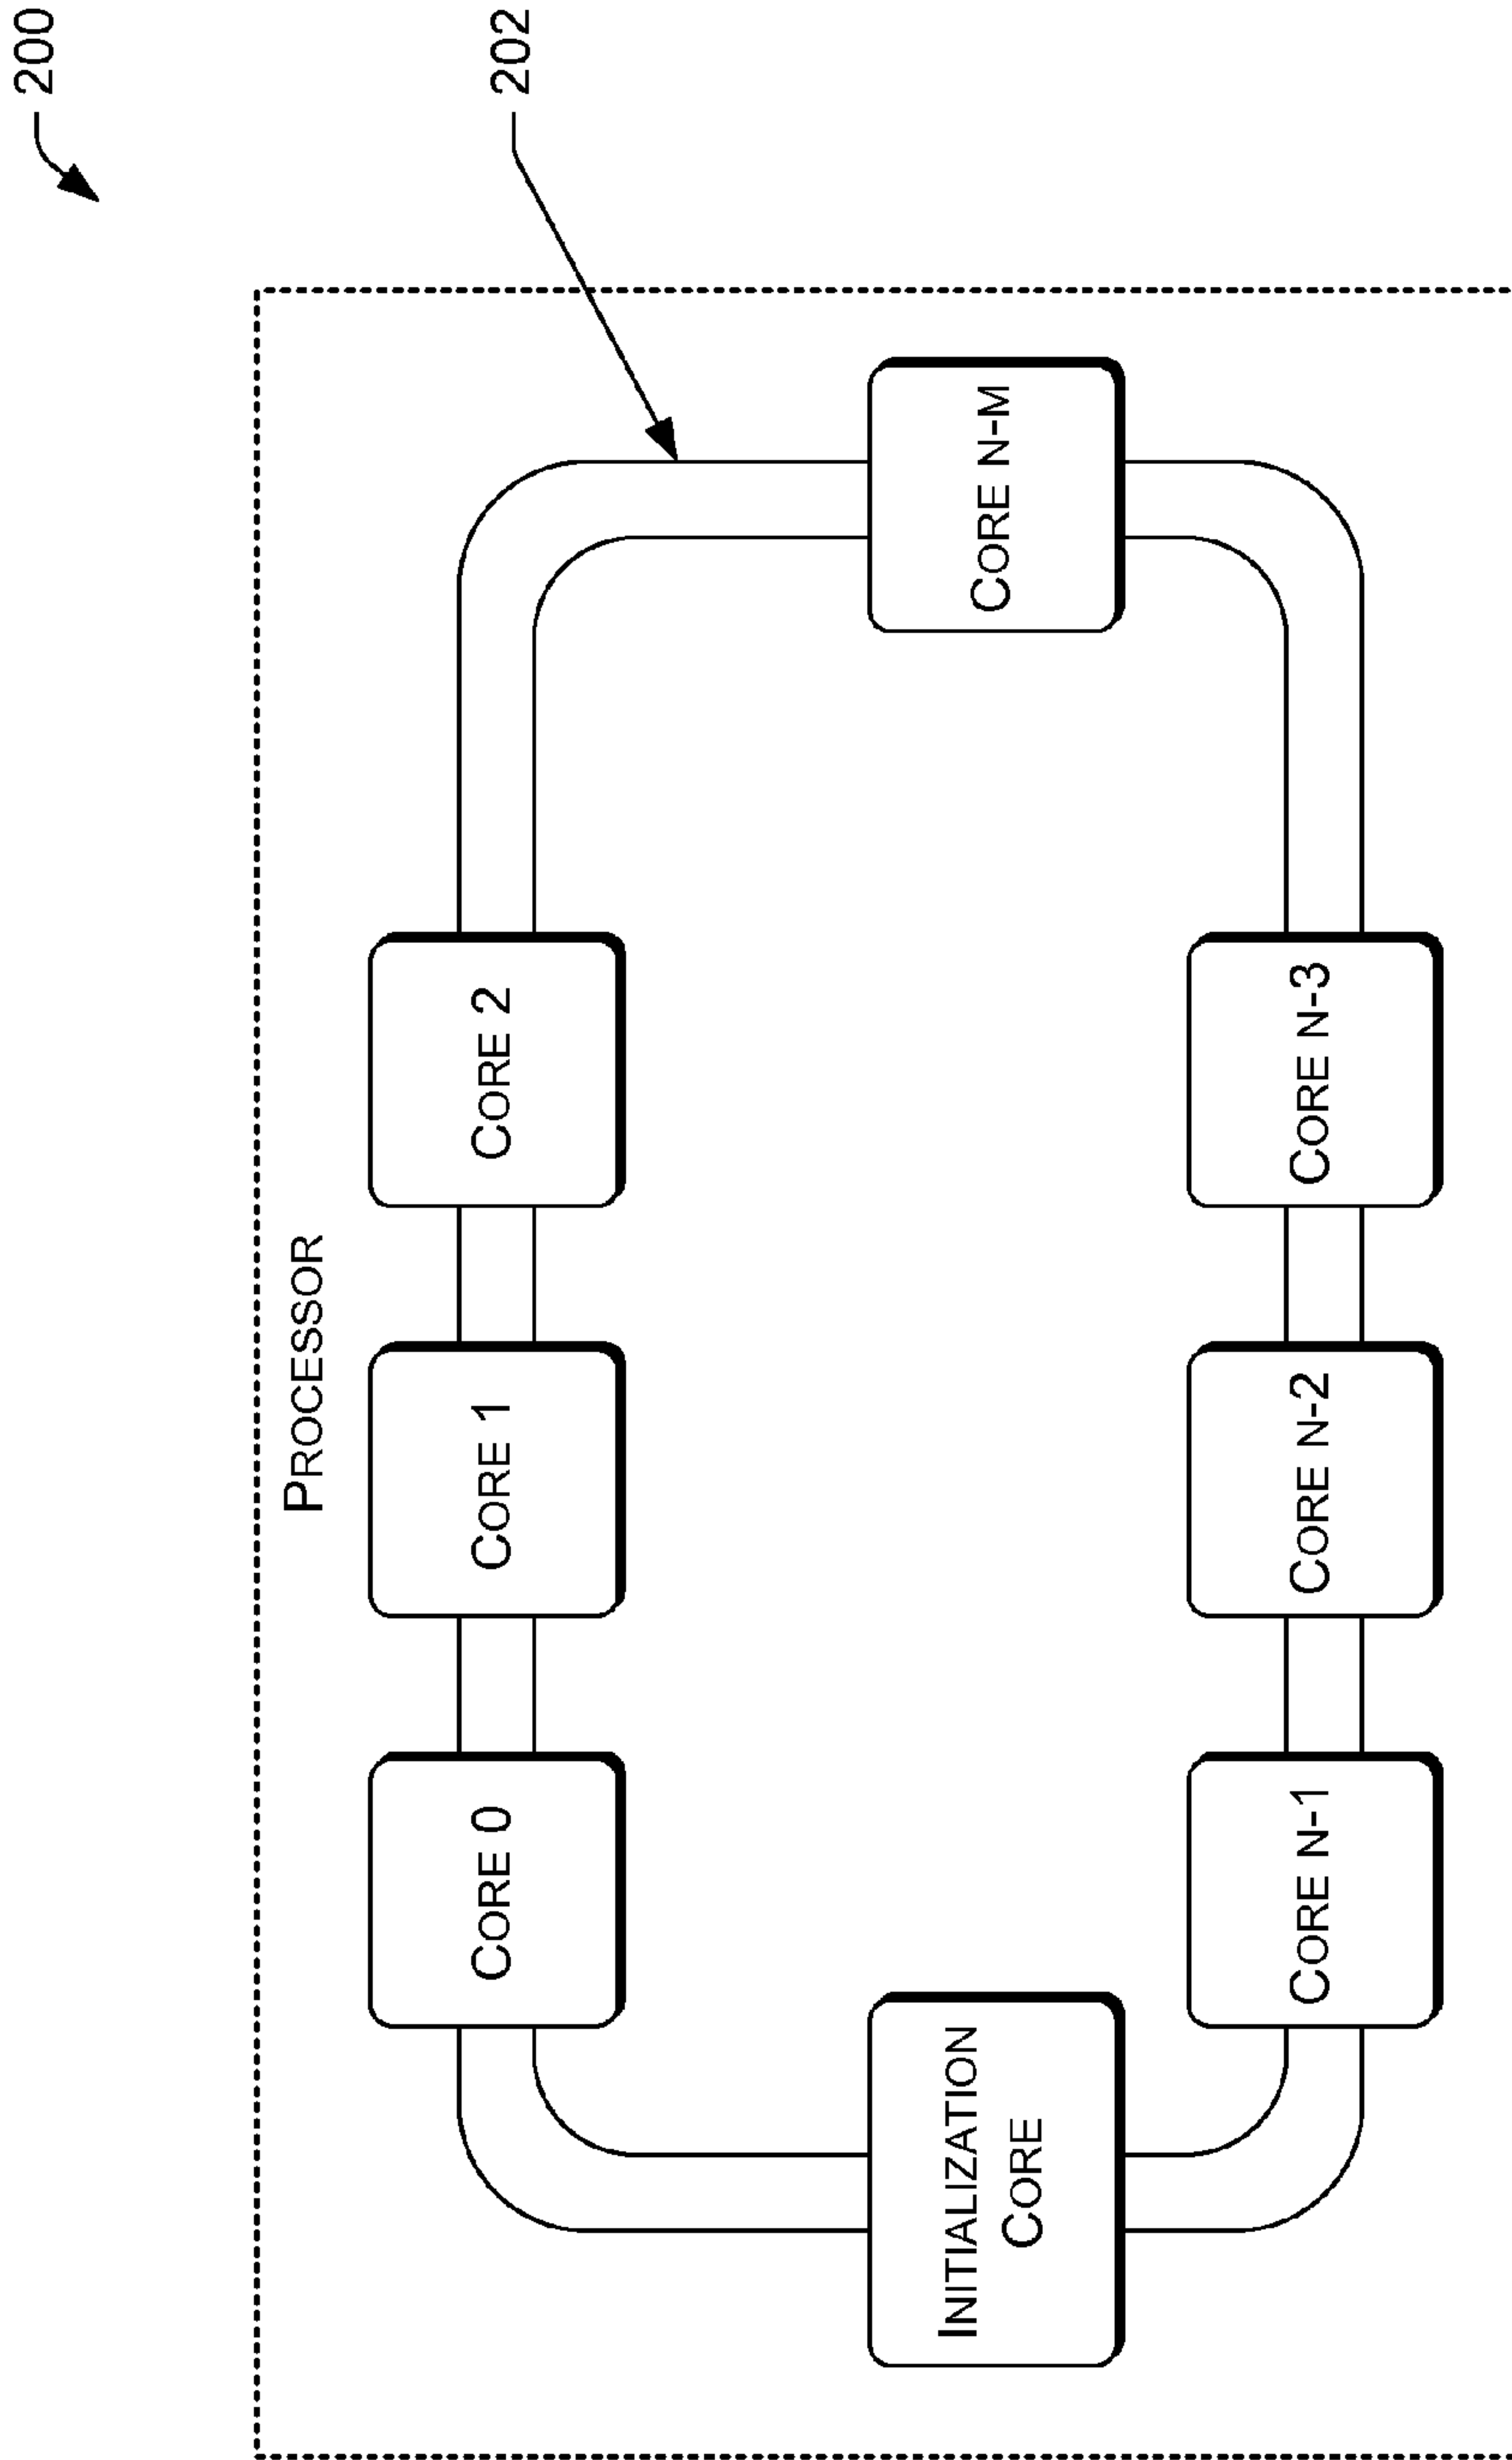 200
202
PROCESSOR
CORE 0
CORE 1
CORE 2
INITIALIZATION
CORE
CORE N-M
CORE N-1
CORE N-2
CORE N-3